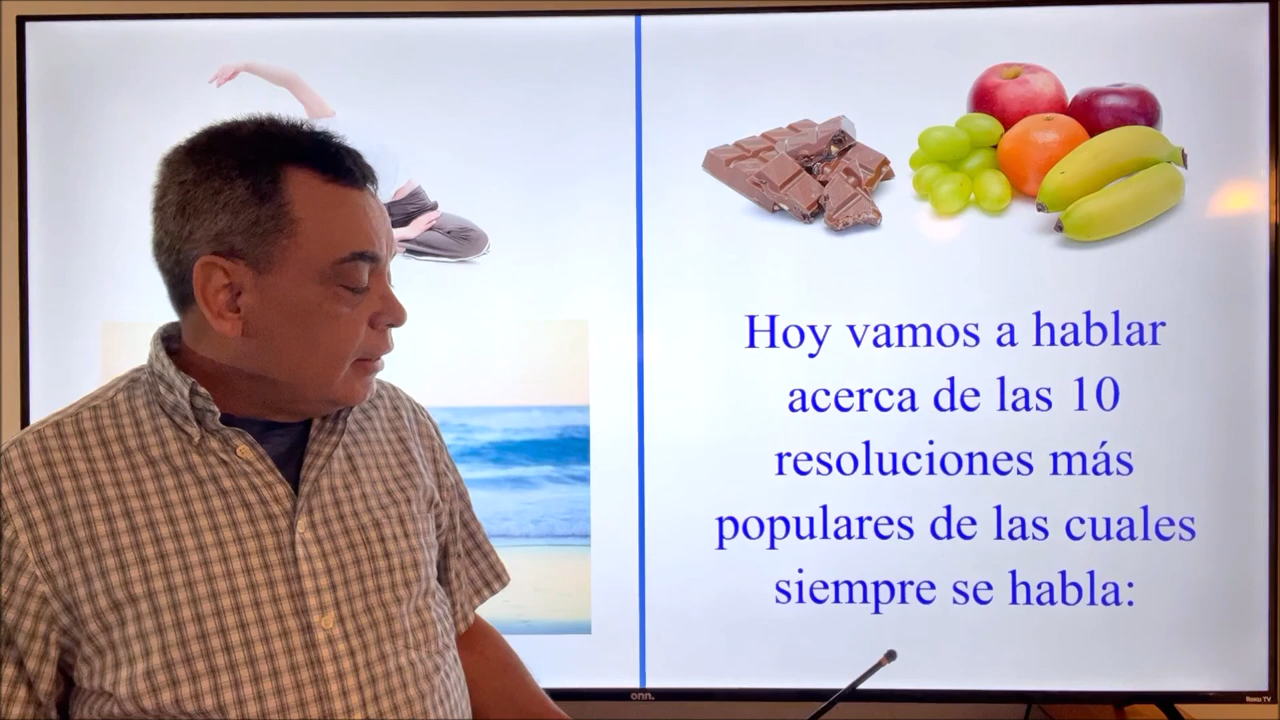 Hoy vamos a hablar
acerca de las 10
resoluciones más
populares de las cuales
siempre se habla:
onn.
Roku TV